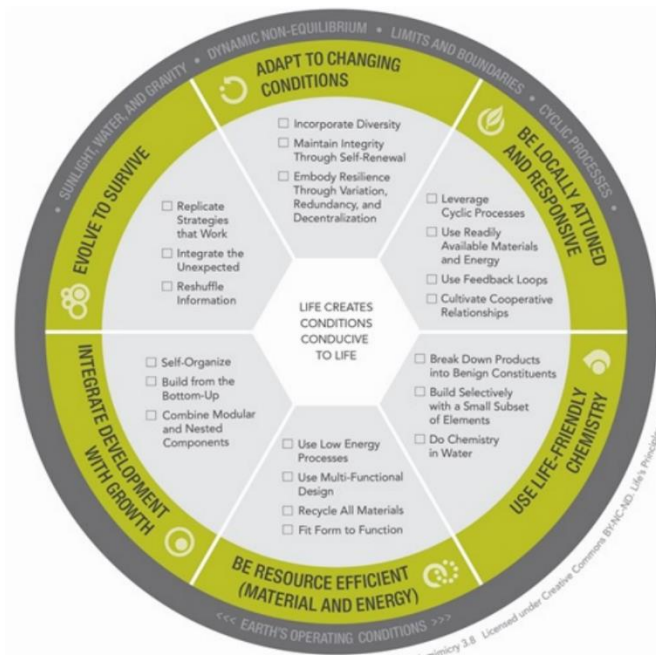 • SUNLIGHT, WATER, AND GRAVITY • DYNAMIC NON-EQUILIBRIUM • LIMITS AND BOUNDARIES • CYCLIC PROCESSES •
ADAPT TO CHANGING
CONDITIONS
Incorporate Diversity
Maintain Integrity
Through Self-Renewal
Embody Resilience
Through Variation,
Redundancy, and
Decentralization
BE LOCALLY ATTUNED
AND RESPONSIVE
Leverage
Cyclic Processes
Use Readily
Available Materials
and Energy
Use Feedback Loops
Cultivate Cooperative
Relationships
USE LIFE-FRIENDLY
CHEMISTRY
Break Down Products
into Benign Constituents
Build Selectively
with a Small Subset
of Elements
Do Chemistry
in Water
BE RESOURCE EFFICIENT
(MATERIAL AND ENERGY)
Use Low Energy
Processes
Use Multi-Functional
Design
Recycle All Materials
Fit Form to Function
INTEGRATE DEVELOPMENT
WITH GROWTH
Self-Organize
Build from the
Bottom-Up
Combine Modular
and Nested
Components
EVOLVE TO SURVIVE
Replicate
Strategies
that Work
Integrate the
Unexpected
Reshuffle
Information
LIFE CREATES
CONDITIONS
CONDUCIVE
TO LIFE
<<< EARTH'S OPERATING CONDITIONS >>>
3.8 Licensed under Creative Commons BY-NC-ND. Life's